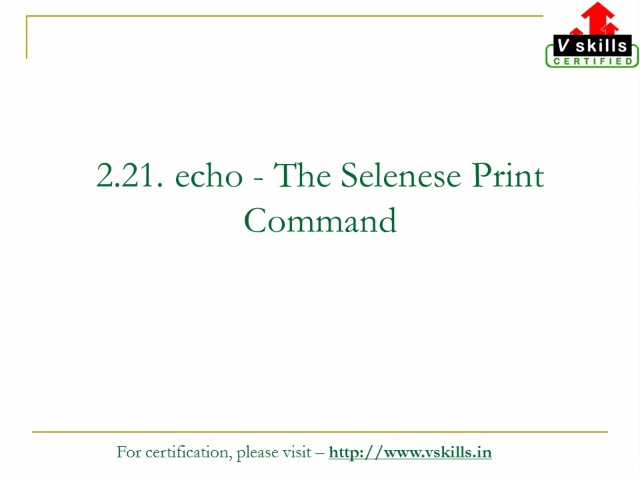 V skills
CERTIFIED
2.21. echo - The Selenese Print
Command
For certification, please visit – http://www.vskills.in